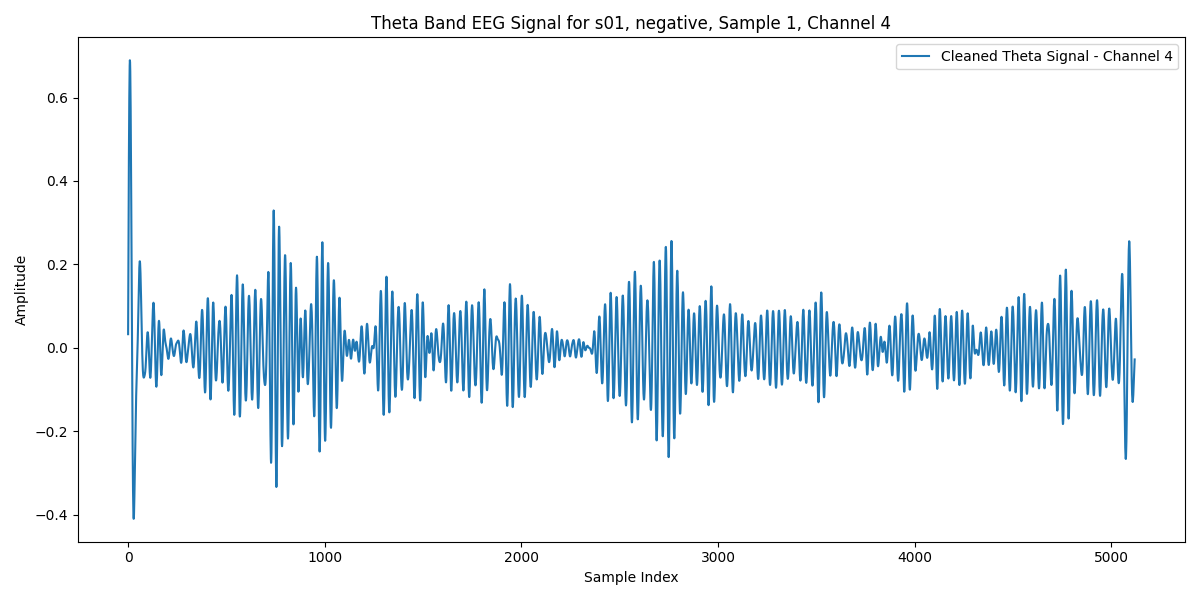 Theta Band EEG Signal for s01, negative, Sample 1, Channel 4
Cleaned Theta Signal - Channel 4
Amplitude
0.6
0.4
0.2
0.0
−0.2
−0.4
0 1000 2000 3000 4000 5000
Sample Index